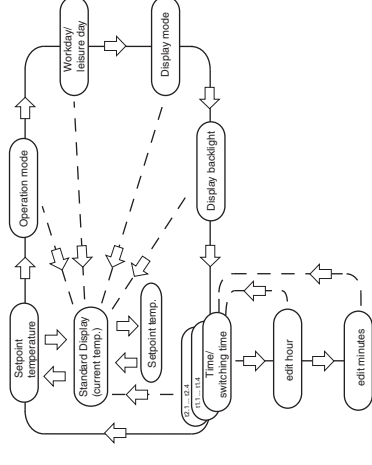 Workday/
leisure day
Display mode
Operation mode
Display backlight
Setpoint
temperature
Standard Display
(current temp.)
Setpoint temp.
t2.1 ... t2.4
t1.1 ... t1.4
Time/
switching time
edit hour
edit minutes